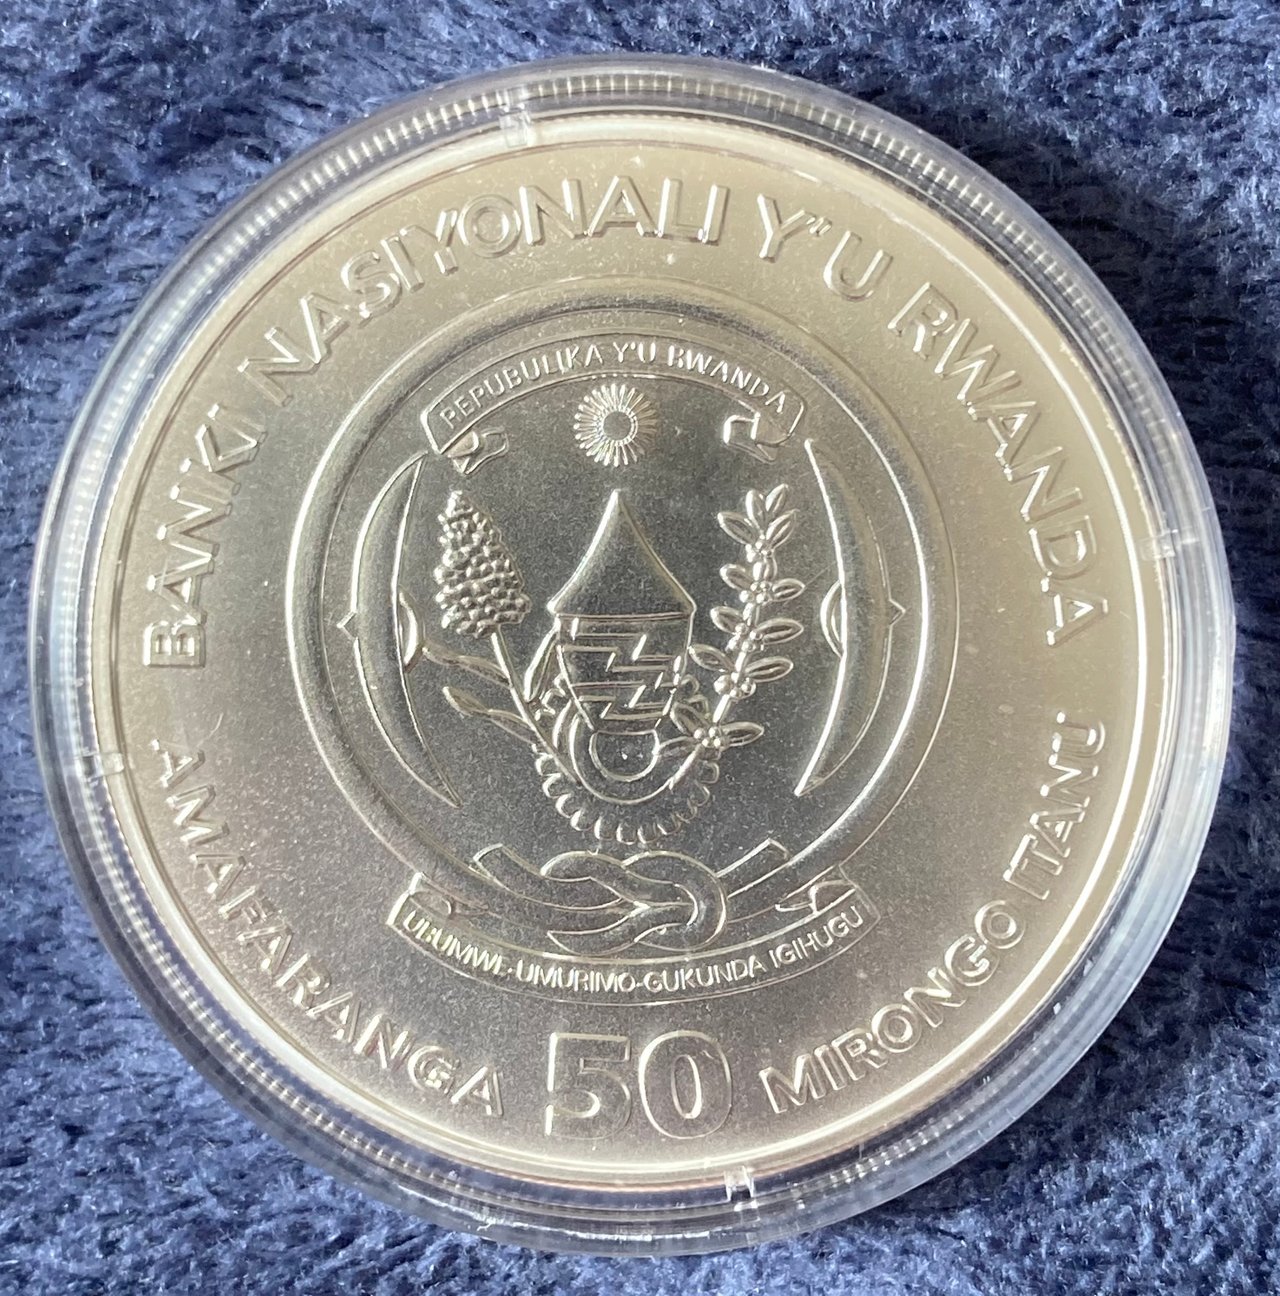 BANKI NASIYONALI Y'U RWANDA
REPUBULIKA Y'U RWANDA
UBUMWE-UMURIMO-GUKUNDA IGIHUGU
AMAFARANGA 50 MIRONGO ITANU